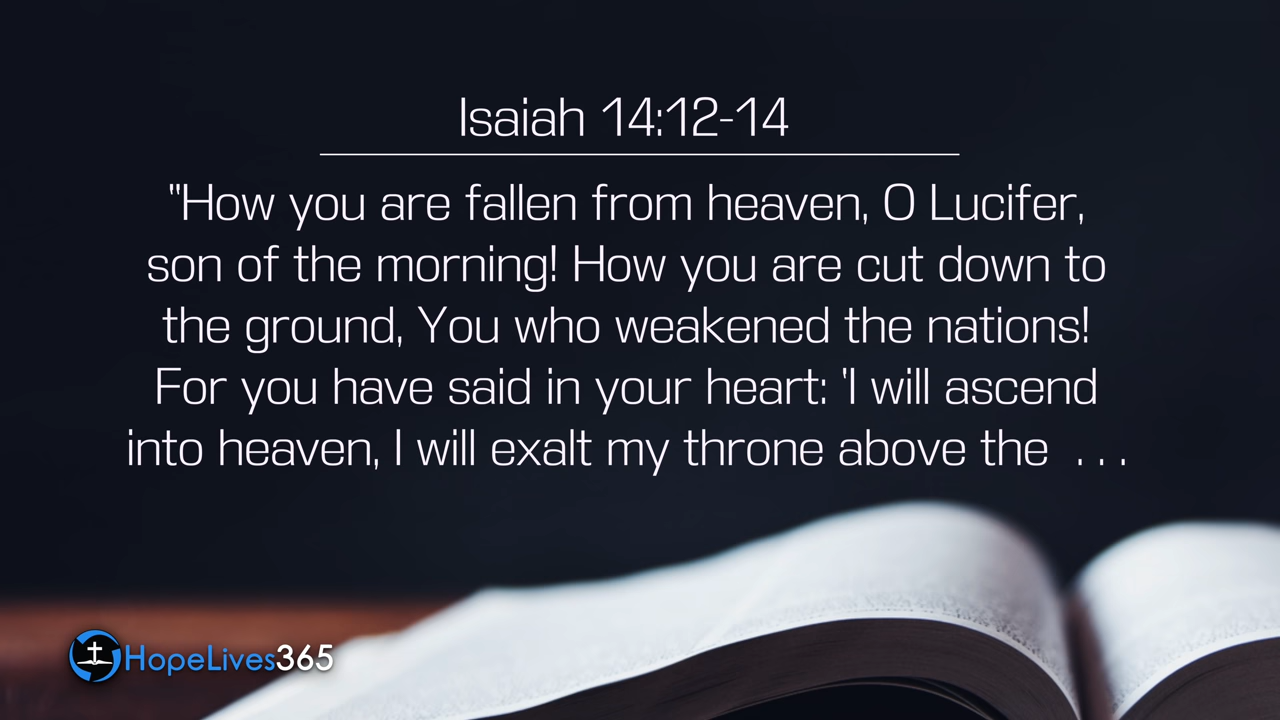 Isaiah 14:12-14
"How you are fallen from heaven, O Lucifer,
son of the morning! How you are cut down to
the ground, You who weakened the nations!
For you have said in your heart: 'I will ascend
into heaven, I will exalt my throne above the ...
HopeLives365